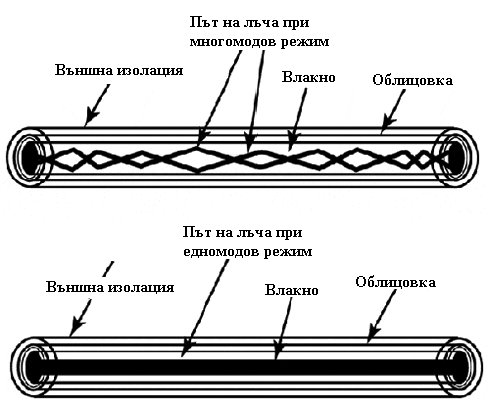 Път на лъча при
многомодов режим
Външна изолация
Влакно
Облицовка
Път на лъча при
едномодов режим
Външна изолация
Влакно
Облицовка